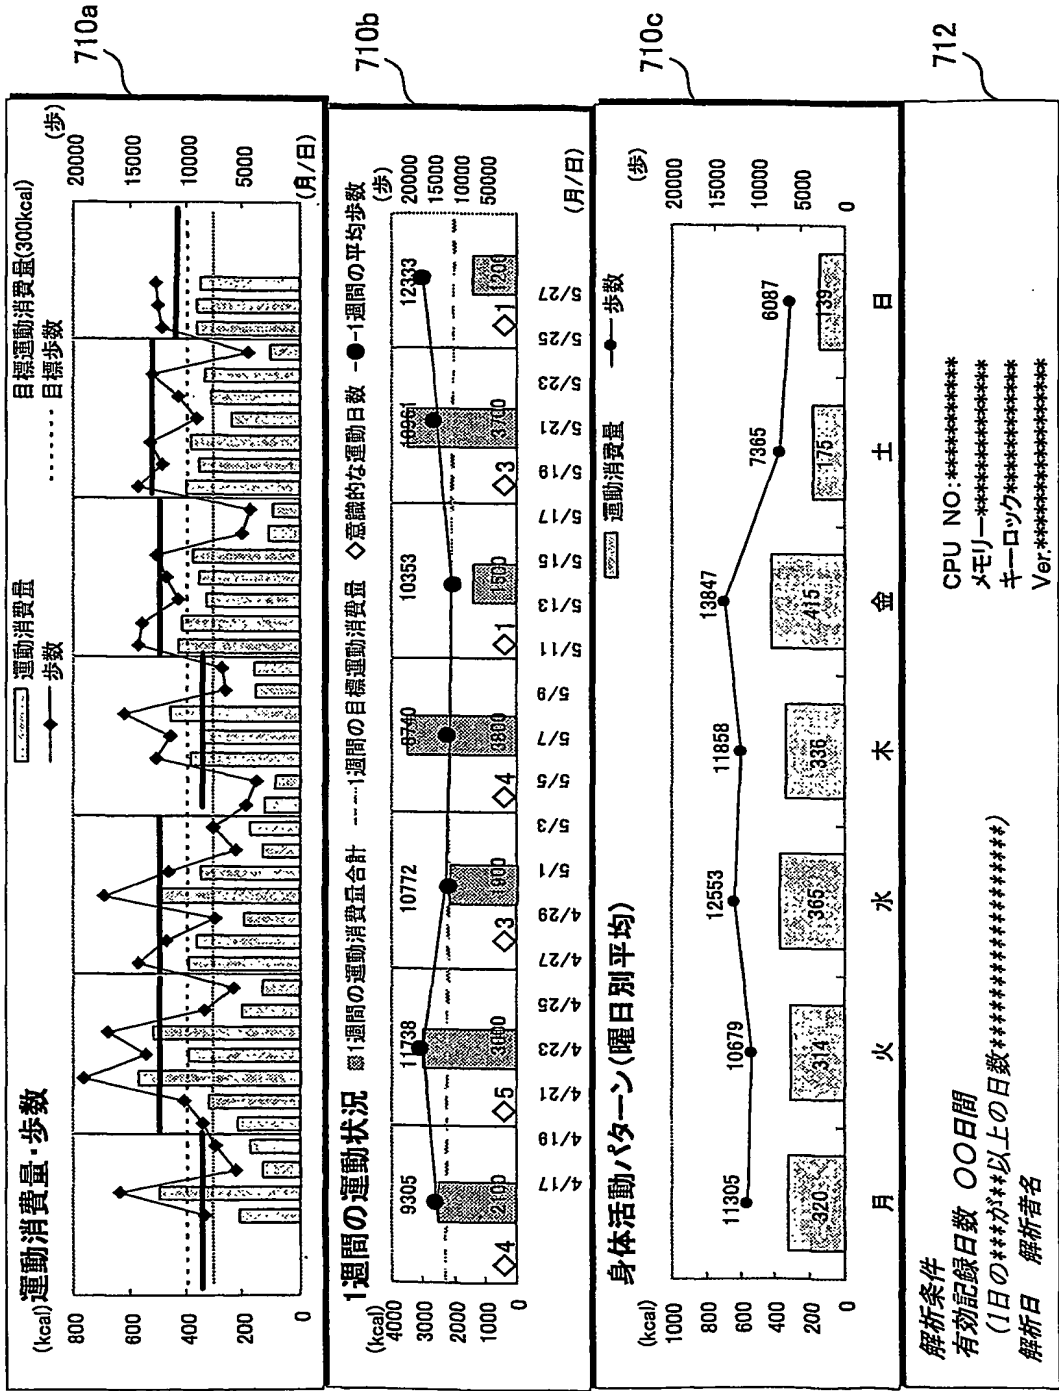 710a
運動消費量・歩数
運動消費量
歩数
目標運動消費量(300kcal)
目標歩数
(kcal)
(歩)
800
600
400
200
0
20000
15000
10000
5000
0
(月/日)
710b
1週間の運動状況
1週間の運動消費量合計
1週間の目標運動消費量
◇意識的な運動日数
1週間の平均歩数
(kcal)
(歩)
4000
3000
2000
1000
0
20000
15000
10000
50000
9305 11738 10772 10353 10961 12333
8740
2100 3000 1900 3800 1500 3700 1200
◇4 ◇5 ◇3 ◇4 ◇1 ◇3 ◇1
4/17 4/19 4/21 4/23 4/25 4/27 4/29 5/1 5/3 5/5 5/7 5/9 5/11 5/13 5/15 5/17 5/19 5/21 5/23 5/25 5/27
(月/日)
710c
身体活動パターン(曜日別平均)
運動消費量
歩数
(kcal)
(歩)
1000
800
600
400
200
0
20000
15000
10000
5000
0
11305 10679 12553 11858 13847 7365 6087
320 314 365 336 415 175 139
月 火 水 木 金 土 日
712
解析条件
有効記録日数 〇〇日間
(1日の***が**以上の日数**********************)
解析日 解析者名
CPU NO:************
メモリー************
キーロック************
Ver.****************